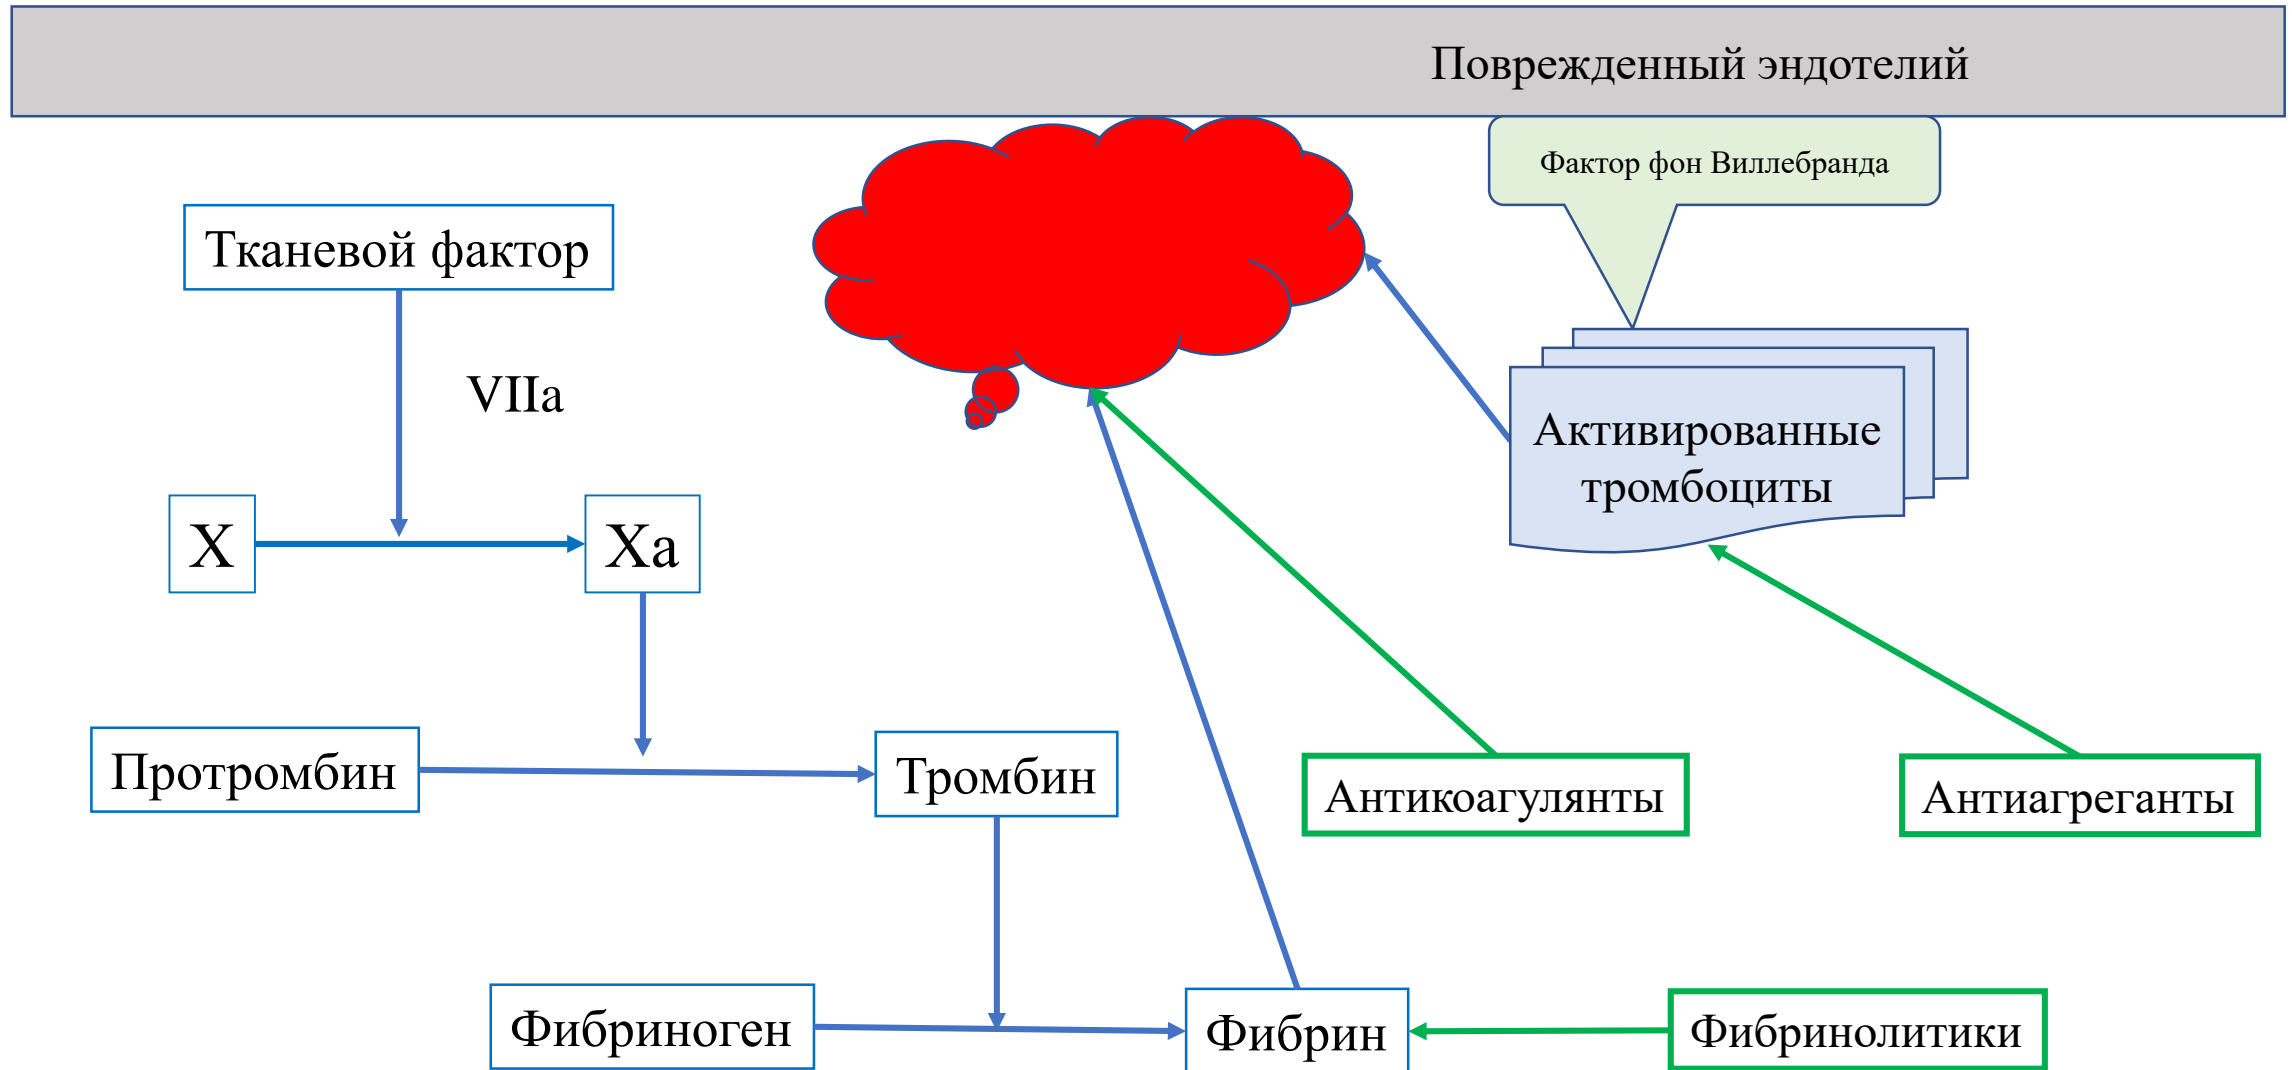 Поврежденный эндотелий
Фактор фон Виллебранда
Тканевой фактор
VIIa
Активированные
тромбоциты
X
Xa
Протромбин
Тромбин
Антикоагулянты
Антиагреганты
Фибриноген
Фибрин
Фибринолитики